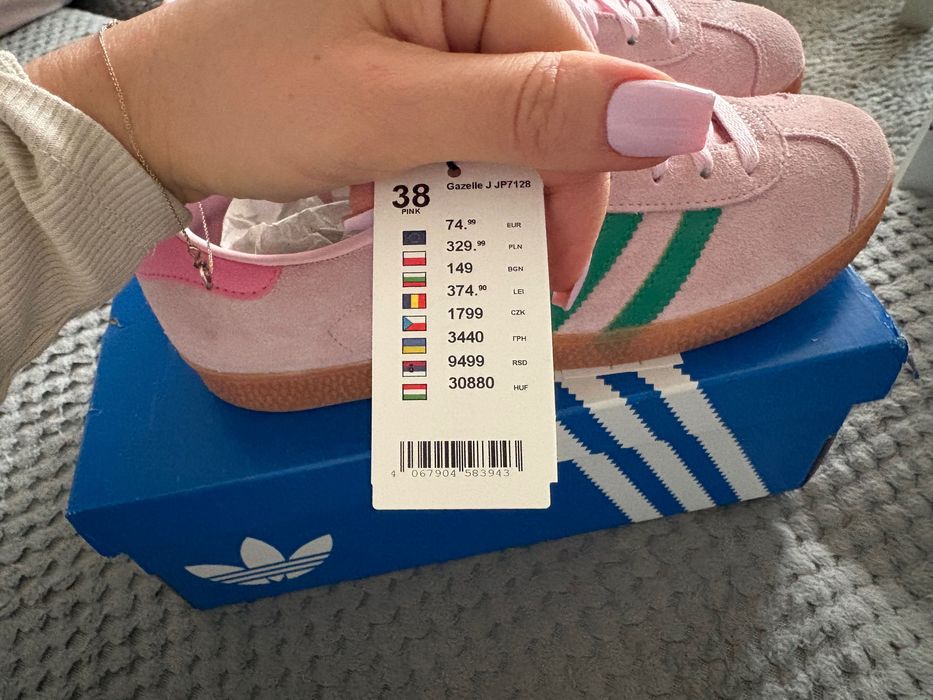 38 Gazelle J JP7128
PINK
74.⁹⁹ EUR
329.⁹⁹ PLN
149 BGN
374.⁹⁰ LEI
1799 CZK
3440 ГРН
9499 RSD
30880 HUF
4 067904 583943